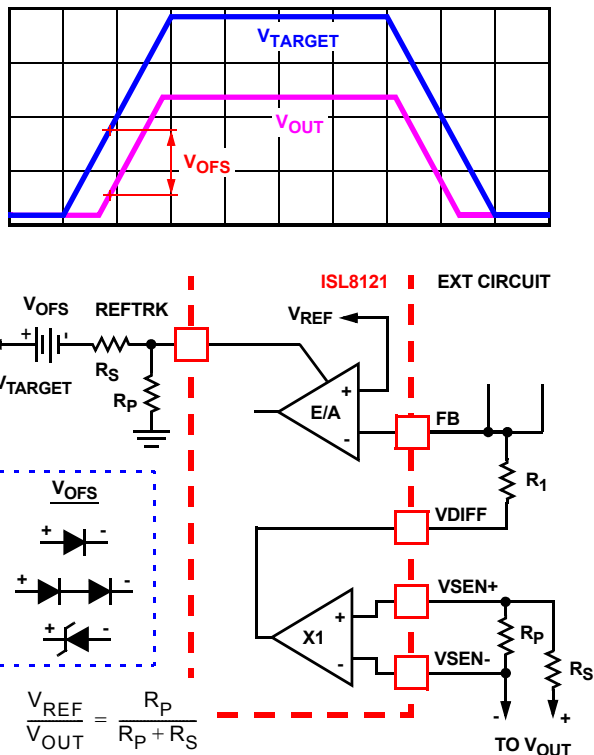 VTARGET
VOUT
VOFS
ISL8121 EXT CIRCUIT
VOFS REFTRK VREF
+ -
VTARGET RS
RP
+
E/A
-
FB
R1
VOFS
VDIFF
+ -
+ -
+ -
VSEN+
+
X1
-
RP
VSEN-
RS
- +
TO VOUT
VREF / VOUT = RP / RP + RS